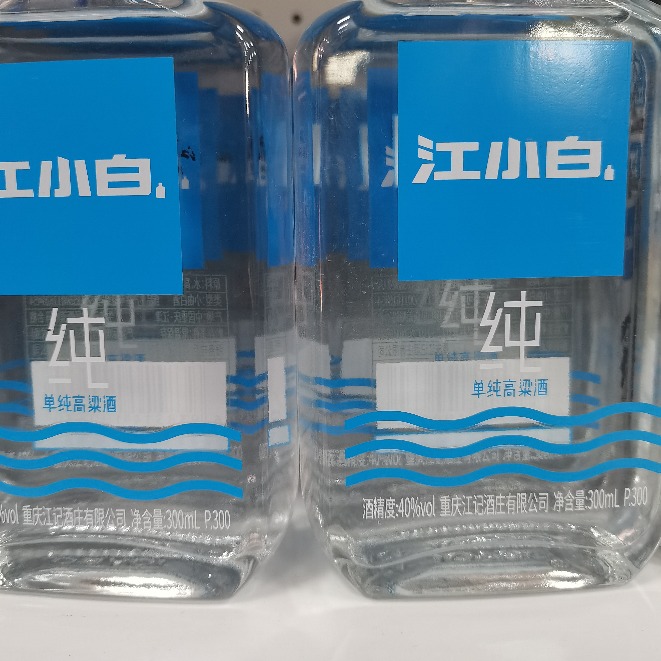 江小白.
纯
单纯高粱酒
%vol 重庆江记酒庄有限公司 净含量:300mL P.300
江小白.
纯
单纯高粱酒
酒精度:40%vol 重庆江记酒庄有限公司 净含量:300mL P.300